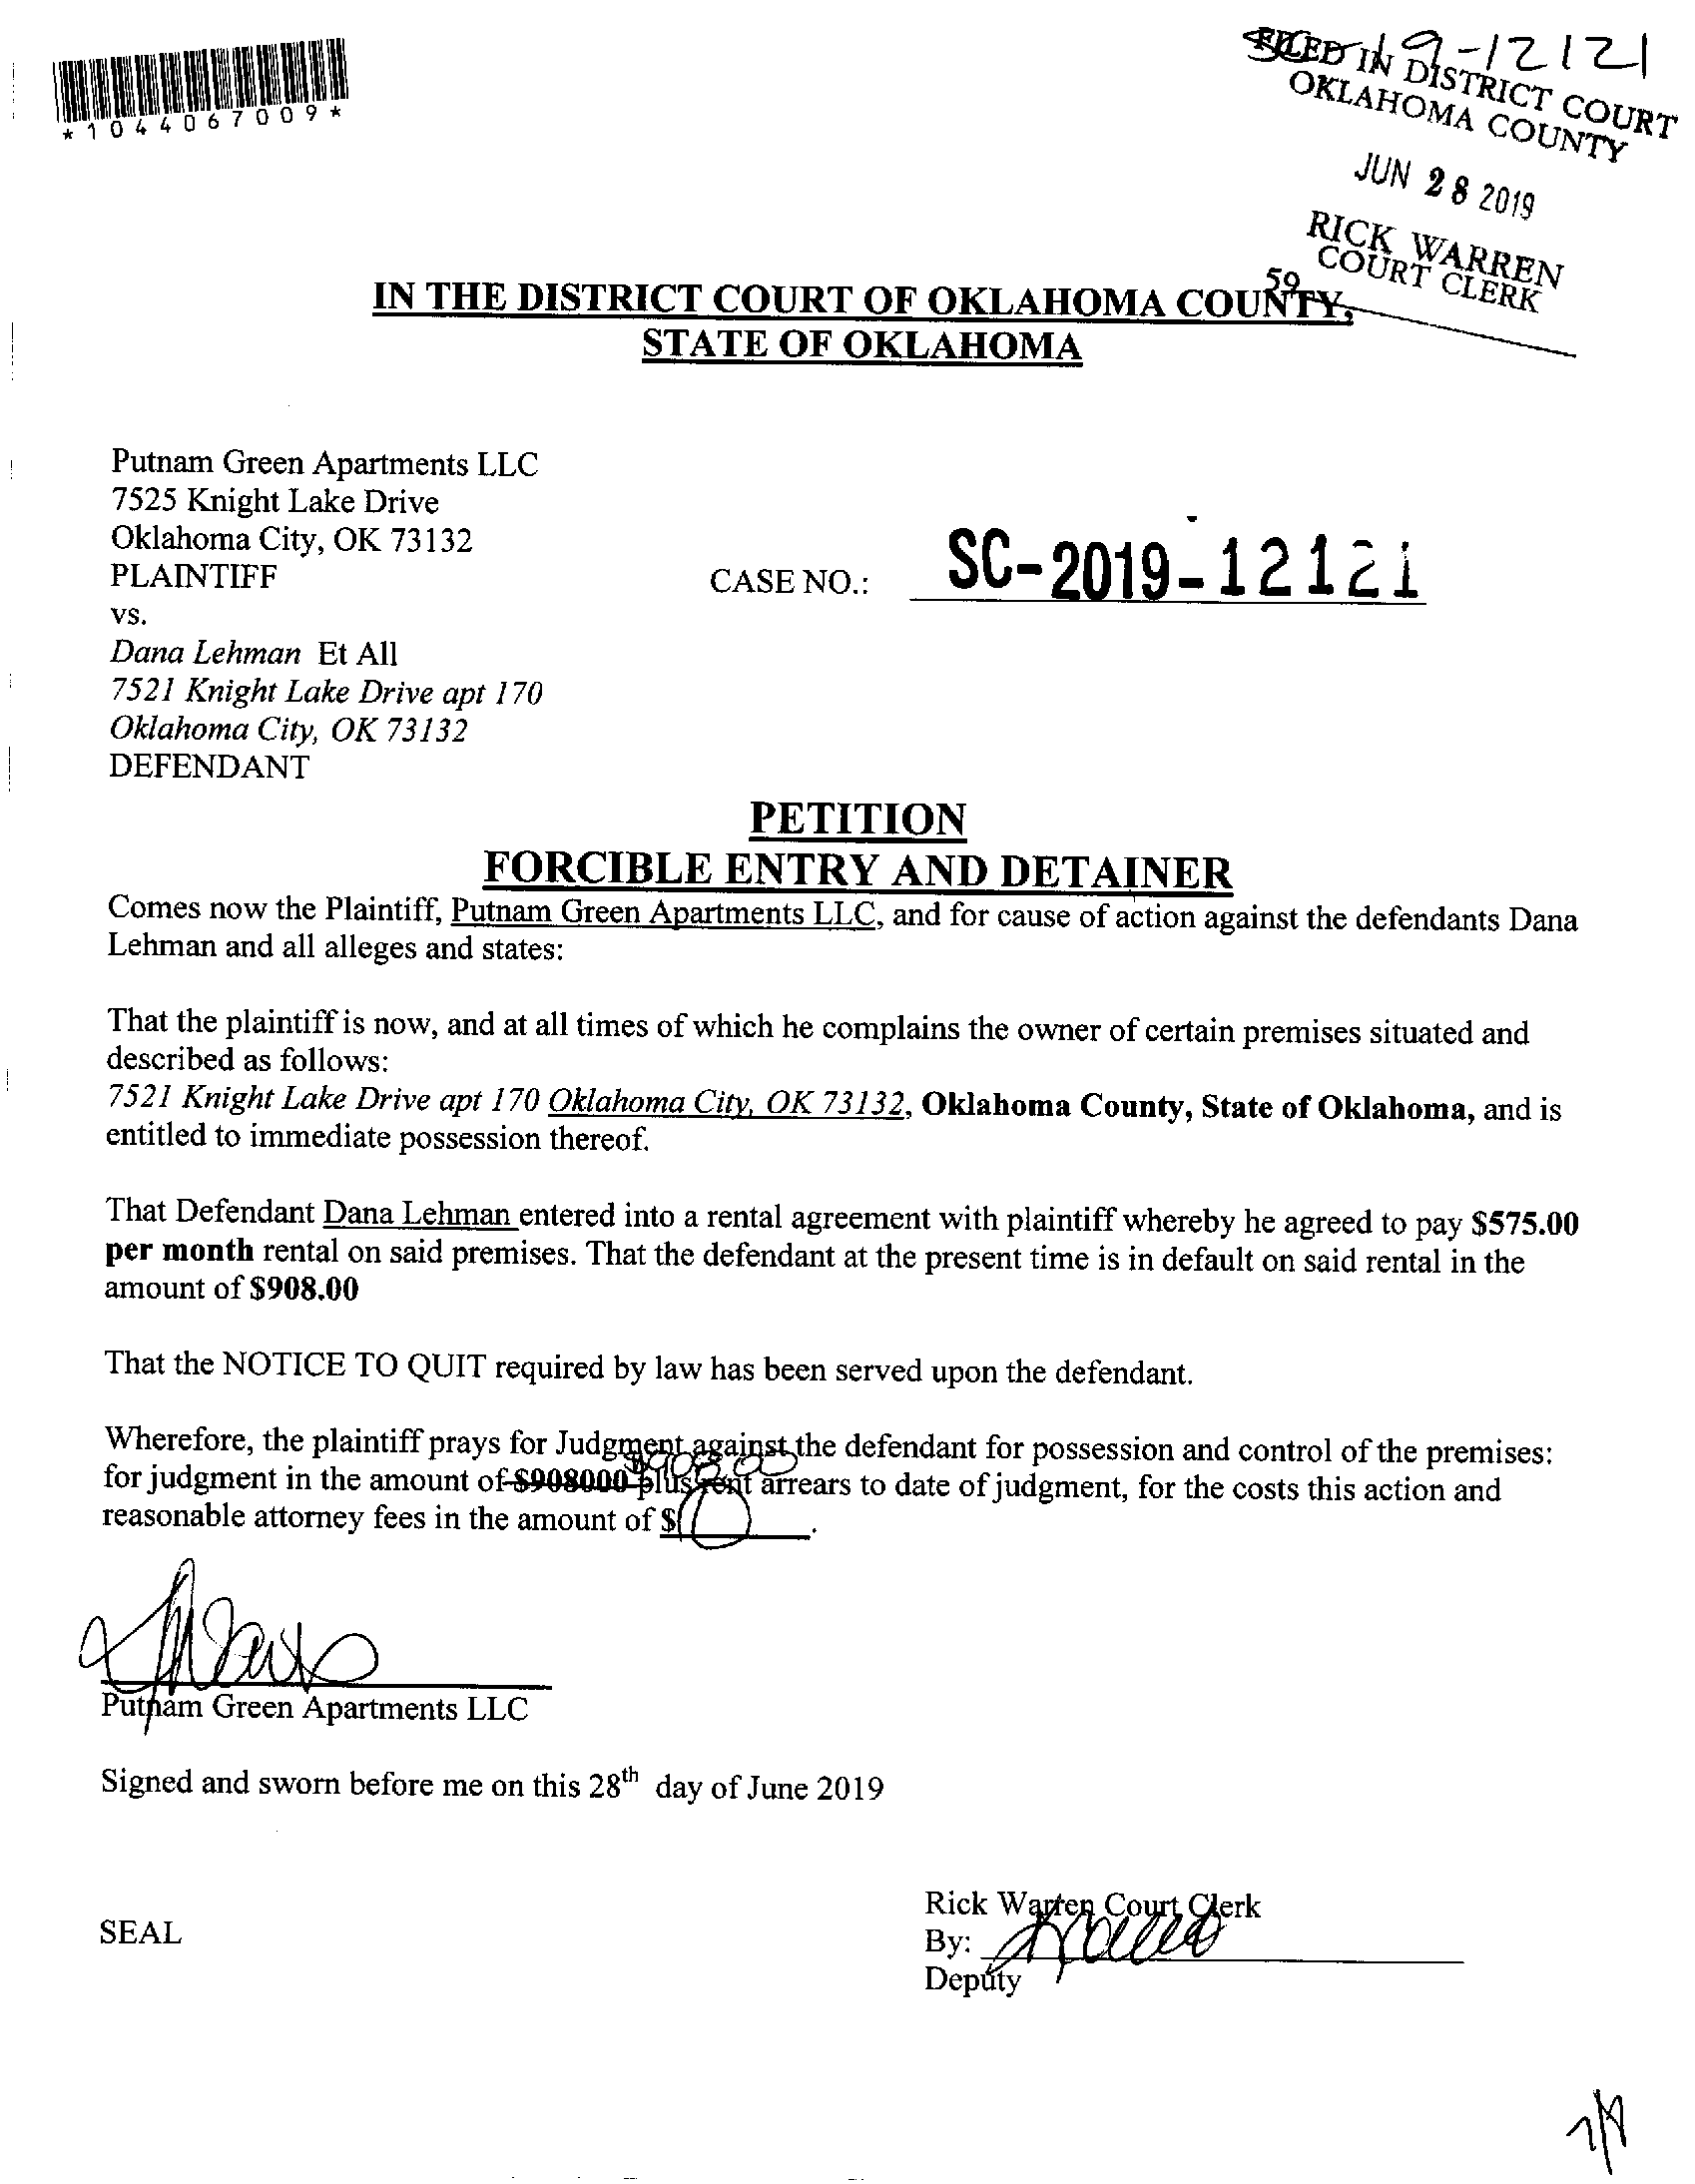 *1044067009*
SC-19-12121
FILED IN DISTRICT COURT
OKLAHOMA COUNTY
JUN 28 2019
RICK WARREN
COURT CLERK
59
IN THE DISTRICT COURT OF OKLAHOMA COUNTY,
STATE OF OKLAHOMA
Putnam Green Apartments LLC
7525 Knight Lake Drive
Oklahoma City, OK 73132
PLAINTIFF
CASE NO.: SC-2019-12121
vs.
Dana Lehman Et All
7521 Knight Lake Drive apt 170
Oklahoma City, OK 73132
DEFENDANT
PETITION
FORCIBLE ENTRY AND DETAINER
Comes now the Plaintiff, Putnam Green Apartments LLC, and for cause of action against the defendants Dana
Lehman and all alleges and states:
That the plaintiff is now, and at all times of which he complains the owner of certain premises situated and
described as follows:
7521 Knight Lake Drive apt 170 Oklahoma City, OK 73132, Oklahoma County, State of Oklahoma, and is
entitled to immediate possession thereof.
That Defendant Dana Lehman entered into a rental agreement with plaintiff whereby he agreed to pay $575.00
per month rental on said premises. That the defendant at the present time is in default on said rental in the
amount of $908.00
That the NOTICE TO QUIT required by law has been served upon the defendant.
Wherefore, the plaintiff prays for Judgment against the defendant for possession and control of the premises:
$908.00
for judgment in the amount of $908000 plus rent arrears to date of judgment, for the costs this action and
reasonable attorney fees in the amount of $ 0 .
Putnam Green Apartments LLC
Signed and sworn before me on this 28th day of June 2019
Rick Warren Court Clerk
SEAL
By:
Deputy